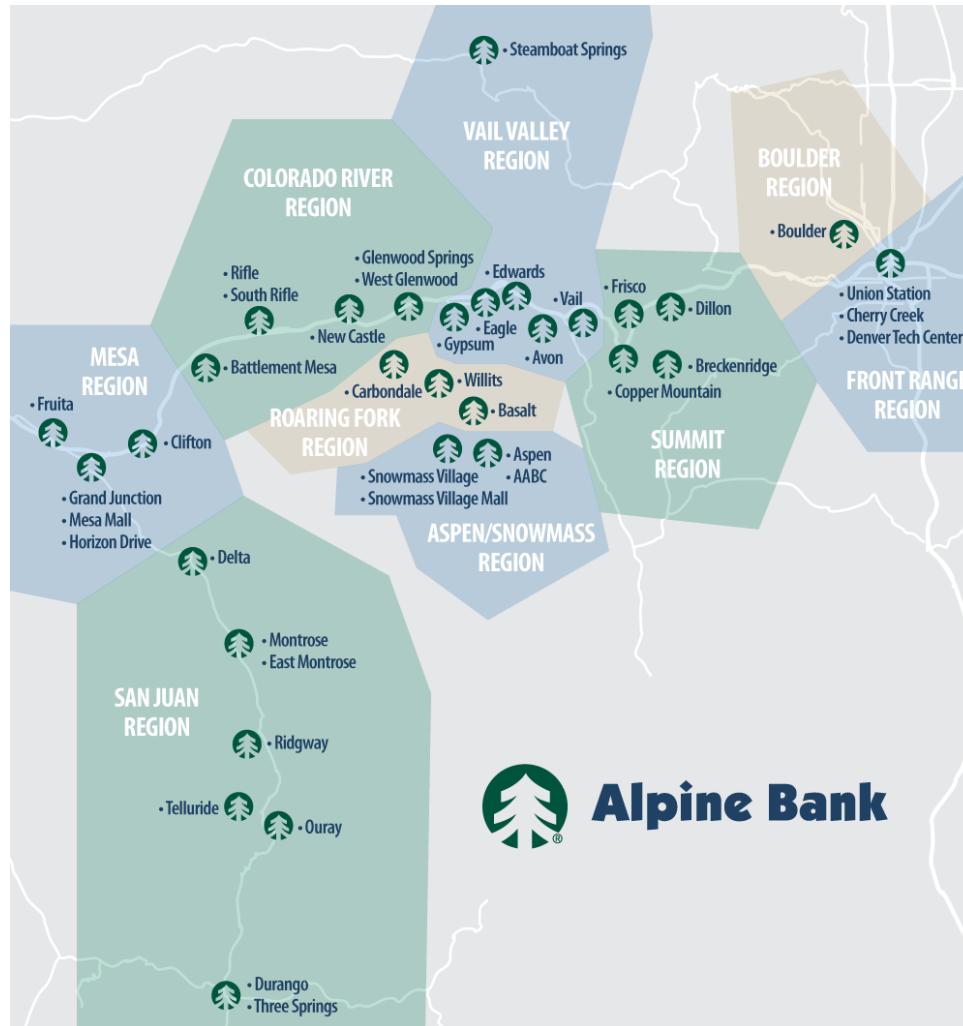 • Steamboat Springs
VAIL VALLEY
REGION
BOULDER
REGION
• Boulder
COLORADO RIVER
REGION
• Glenwood Springs
• West Glenwood
• Rifle
• South Rifle
• New Castle
• Battlement Mesa
• Edwards
• Eagle
• Gypsum
• Vail
• Avon
• Frisco
• Dillon
• Breckenridge
• Copper Mountain
SUMMIT
REGION
• Union Station
• Cherry Creek
• Denver Tech Center
FRONT RANGE
REGION
MESA
REGION
• Fruita
• Clifton
• Grand Junction
• Mesa Mall
• Horizon Drive
• Carbondale
• Willits
• Basalt
ROARING FORK
REGION
• Snowmass Village
• Snowmass Village Mall
• Aspen
• AABC
ASPEN/SNOWMASS
REGION
• Delta
• Montrose
• East Montrose
SAN JUAN
REGION
• Ridgway
• Telluride
• Ouray
• Durango
• Three Springs
® Alpine Bank